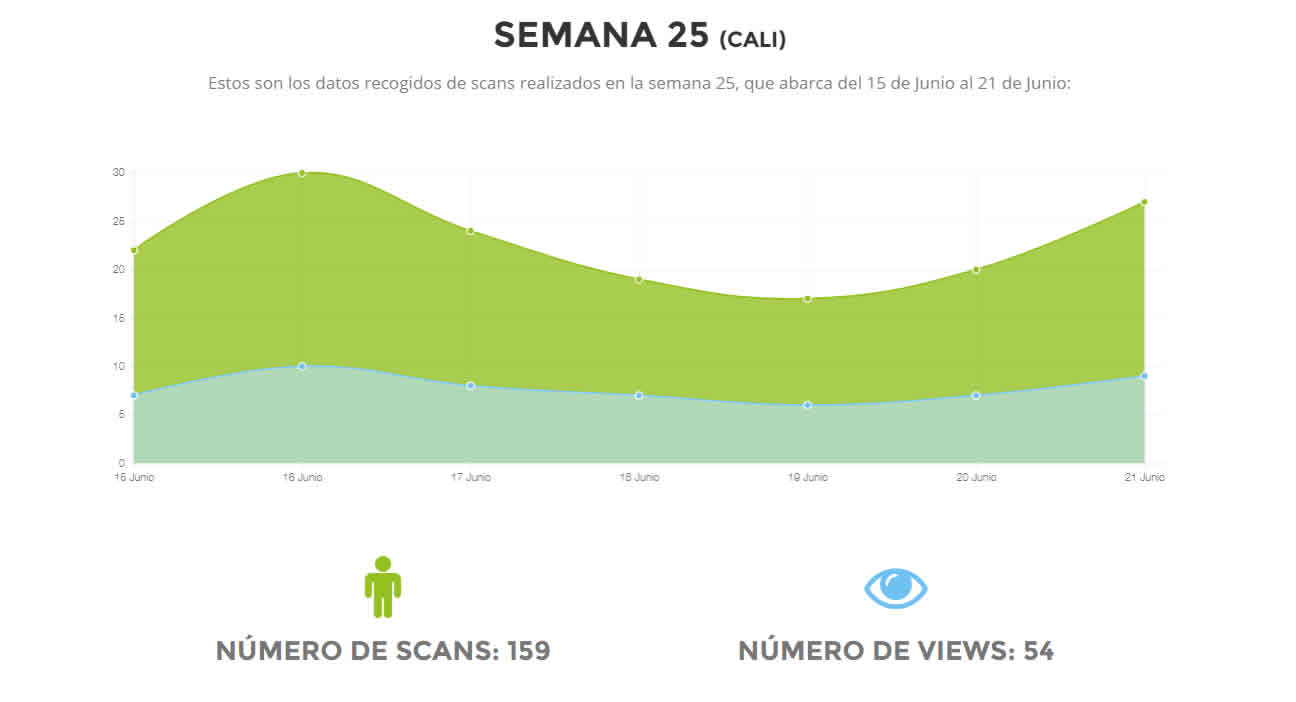 SEMANA 25 (CALI)
Estos son los datos recogidos de scans realizados en la semana 25, que abarca del 15 de Junio al 21 de Junio:
30
25
20
15
10
5
0
15 Junio
16 Junio
17 Junio
18 Junio
19 Junio
20 Junio
21 Junio
NÚMERO DE SCANS: 159
NÚMERO DE VIEWS: 54